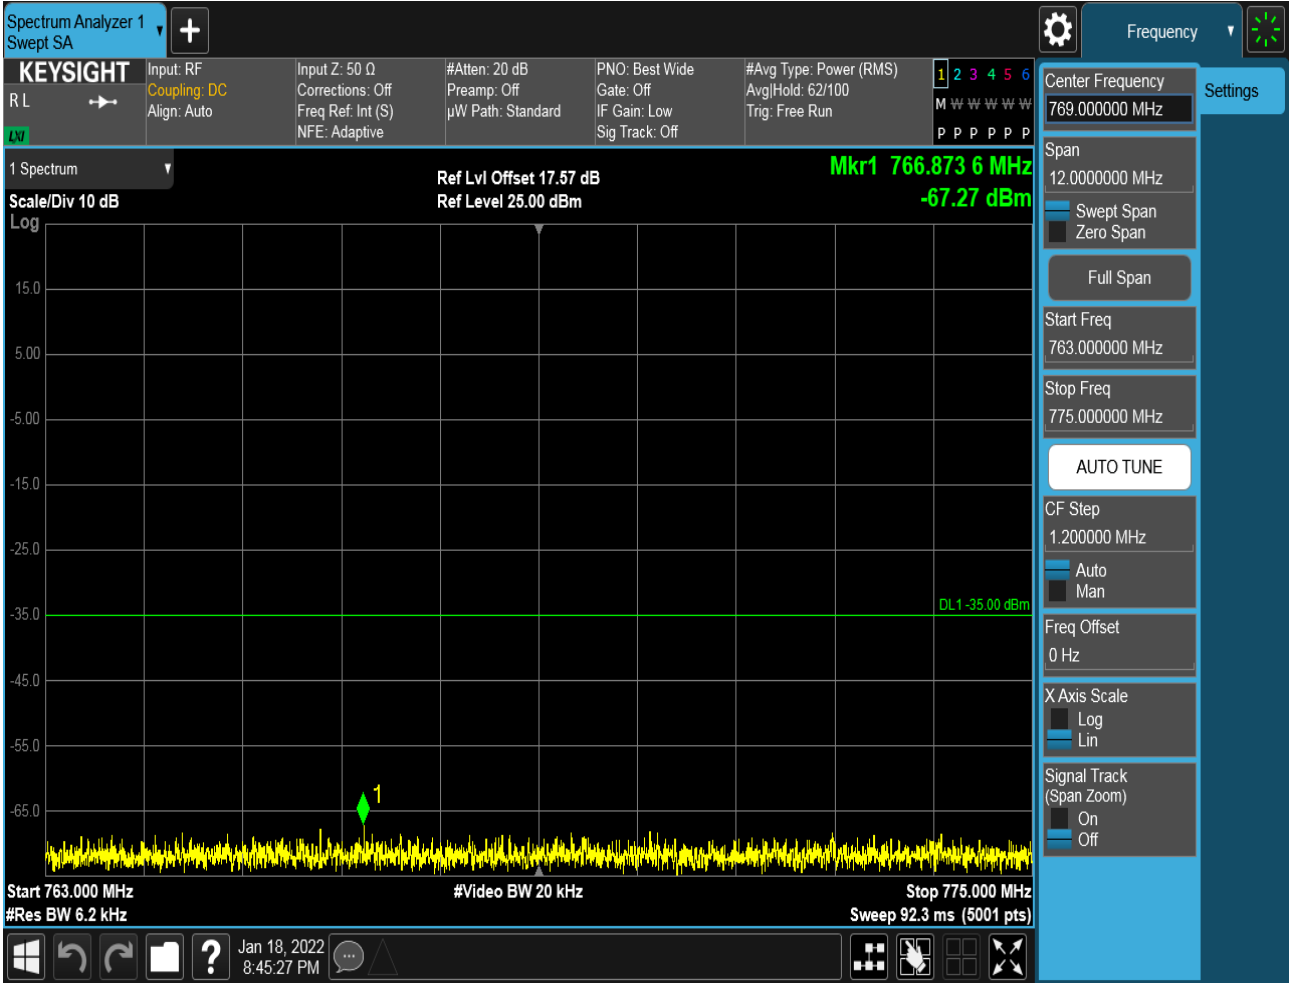 Spectrum Analyzer 1
Swept SA
Frequency
KEYSIGHT
R L
LXI
Input: RF
Coupling: DC
Align: Auto
Input Z: 50 Ω
Corrections: Off
Freq Ref: Int (S)
NFE: Adaptive
#Atten: 20 dB
Preamp: Off
µW Path: Standard
PNO: Best Wide
Gate: Off
IF Gain: Low
Sig Track: Off
#Avg Type: Power (RMS)
Avg|Hold: 62/100
Trig: Free Run
1 2 3 4 5 6
M W W W W W
P P P P P P
1 Spectrum
Scale/Div 10 dB
Log
Ref Lvl Offset 17.57 dB
Ref Level 25.00 dBm
Mkr1 766.873 6 MHz
-67.27 dBm
15.0
5.00
-5.00
-15.0
-25.0
-35.0
DL1 -35.00 dBm
-45.0
-55.0
-65.0
1
Start 763.000 MHz
#Video BW 20 kHz
Stop 775.000 MHz
#Res BW 6.2 kHz
Sweep 92.3 ms (5001 pts)
Jan 18, 2022
8:45:27 PM
?
Center Frequency
769.000000 MHz
Settings
Span
12.0000000 MHz
Swept Span
Zero Span
Full Span
Start Freq
763.000000 MHz
Stop Freq
775.000000 MHz
AUTO TUNE
CF Step
1.200000 MHz
Auto
Man
Freq Offset
0 Hz
X Axis Scale
Log
Lin
Signal Track
(Span Zoom)
On
Off